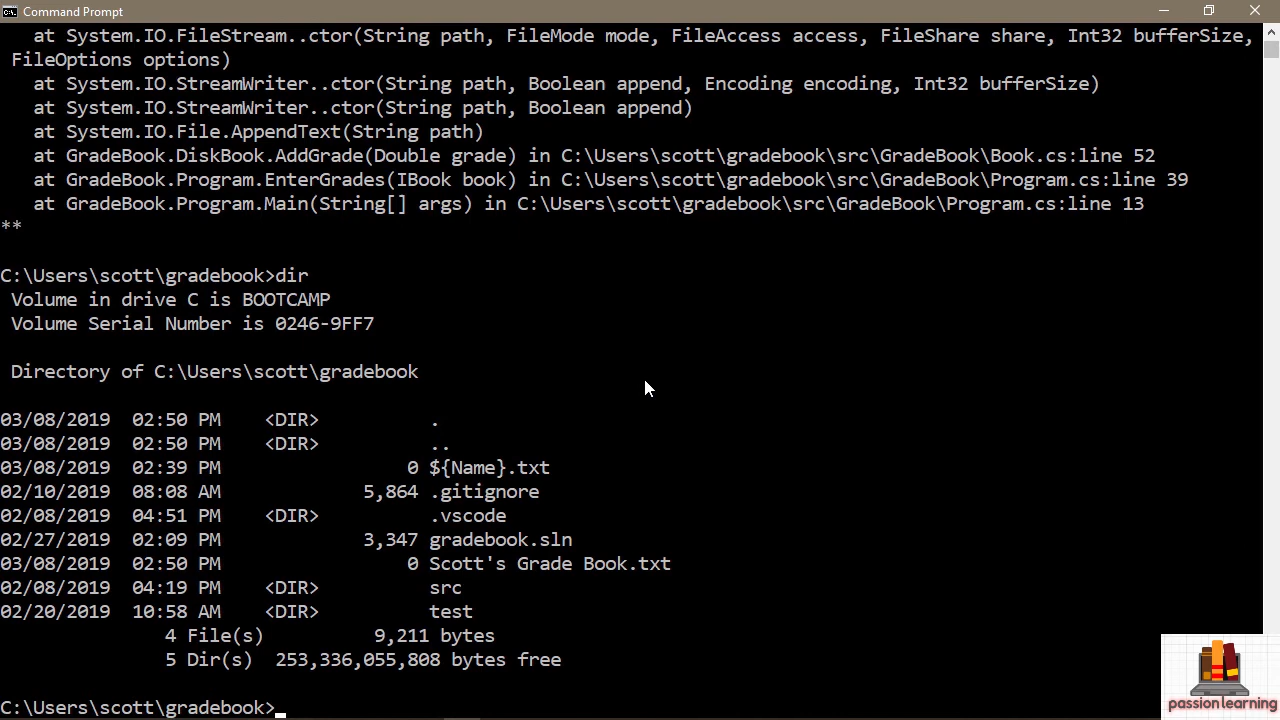 Command Prompt
at System.IO.FileStream..ctor(String path, FileMode mode, FileAccess access, FileShare share, Int32 bufferSize,
FileOptions options)
at System.IO.StreamWriter..ctor(String path, Boolean append, Encoding encoding, Int32 bufferSize)
at System.IO.StreamWriter..ctor(String path, Boolean append)
at System.IO.File.AppendText(String path)
at GradeBook.DiskBook.AddGrade(Double grade) in C:\Users\scott\gradebook\src\GradeBook\Book.cs:line 52
at GradeBook.Program.EnterGrades(IBook book) in C:\Users\scott\gradebook\src\GradeBook\Program.cs:line 39
at GradeBook.Program.Main(String[] args) in C:\Users\scott\gradebook\src\GradeBook\Program.cs:line 13
**
C:\Users\scott\gradebook>dir
Volume in drive C is BOOTCAMP
Volume Serial Number is 0246-9FF7
Directory of C:\Users\scott\gradebook
03/08/2019 02:50 PM <DIR> .
03/08/2019 02:50 PM <DIR> ..
03/08/2019 02:39 PM 0 ${Name}.txt
02/10/2019 08:08 AM 5,864 .gitignore
02/08/2019 04:51 PM <DIR> .vscode
02/27/2019 02:09 PM 3,347 gradebook.sln
03/08/2019 02:50 PM 0 Scott's Grade Book.txt
02/08/2019 04:19 PM <DIR> src
02/20/2019 10:58 AM <DIR> test
4 File(s) 9,211 bytes
5 Dir(s) 253,336,055,808 bytes free
C:\Users\scott\gradebook>
passion learning